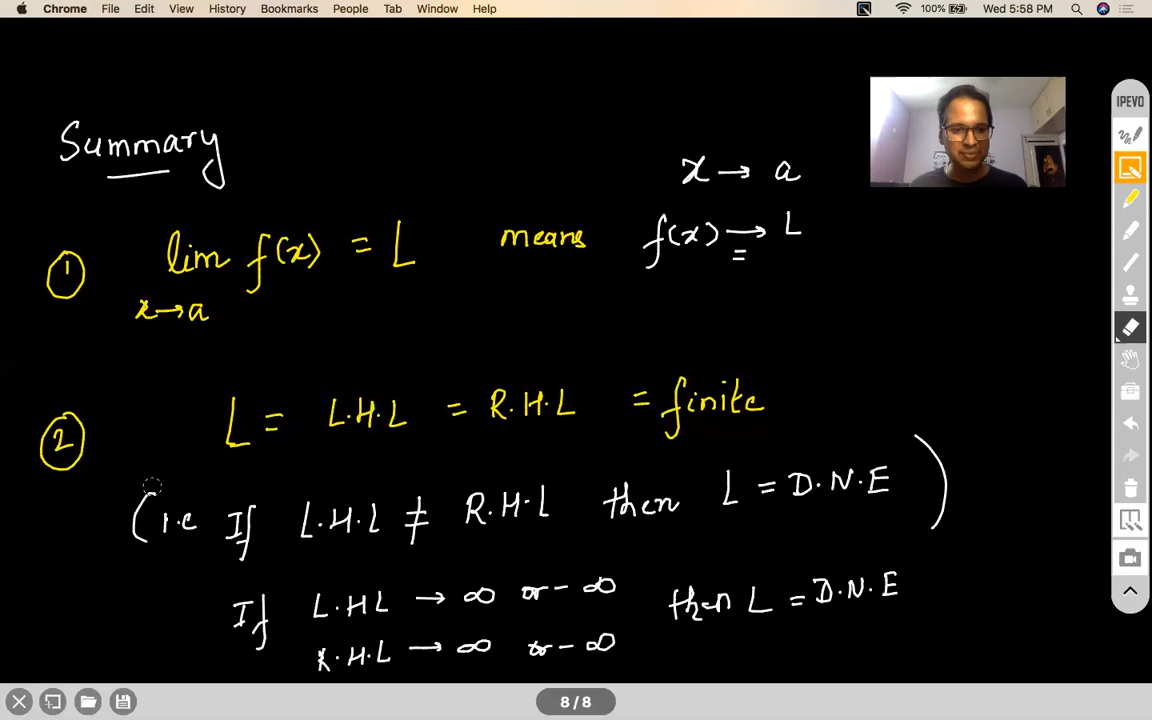 Chrome File Edit View History Bookmarks People Tab Window Help 100% Wed 5:58 PM
IPEVO
Summary
x → a
① lim f(x) = L means f(x) → L
x→a
=
② L = L.H.L = R.H.L = finite
(i.e If L.H.L ≠ R.H.L then L = D.N.E)
If L.H.L → ∞ or - ∞ then L = D.N.E
R.H.L → ∞ or - ∞
8 / 8